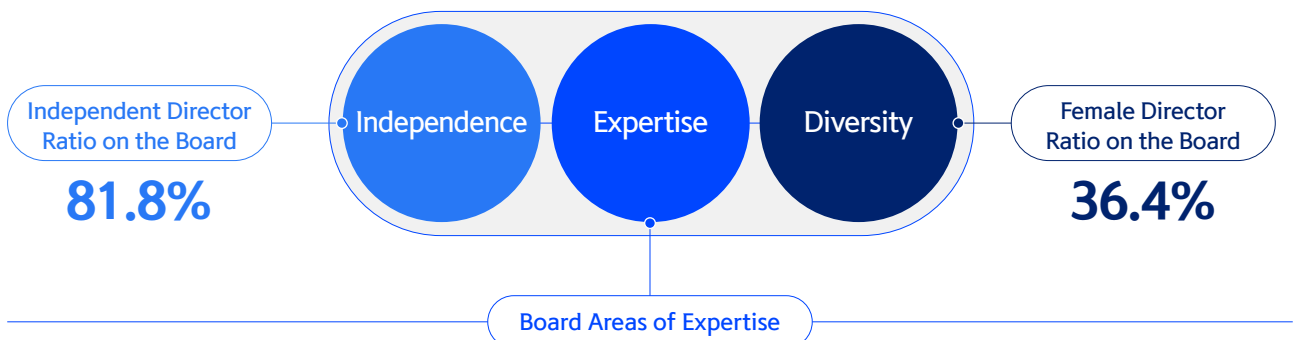 Independent Director
Ratio on the Board
81.8%
Independence
Expertise
Diversity
Female Director
Ratio on the Board
36.4%
Board Areas of Expertise